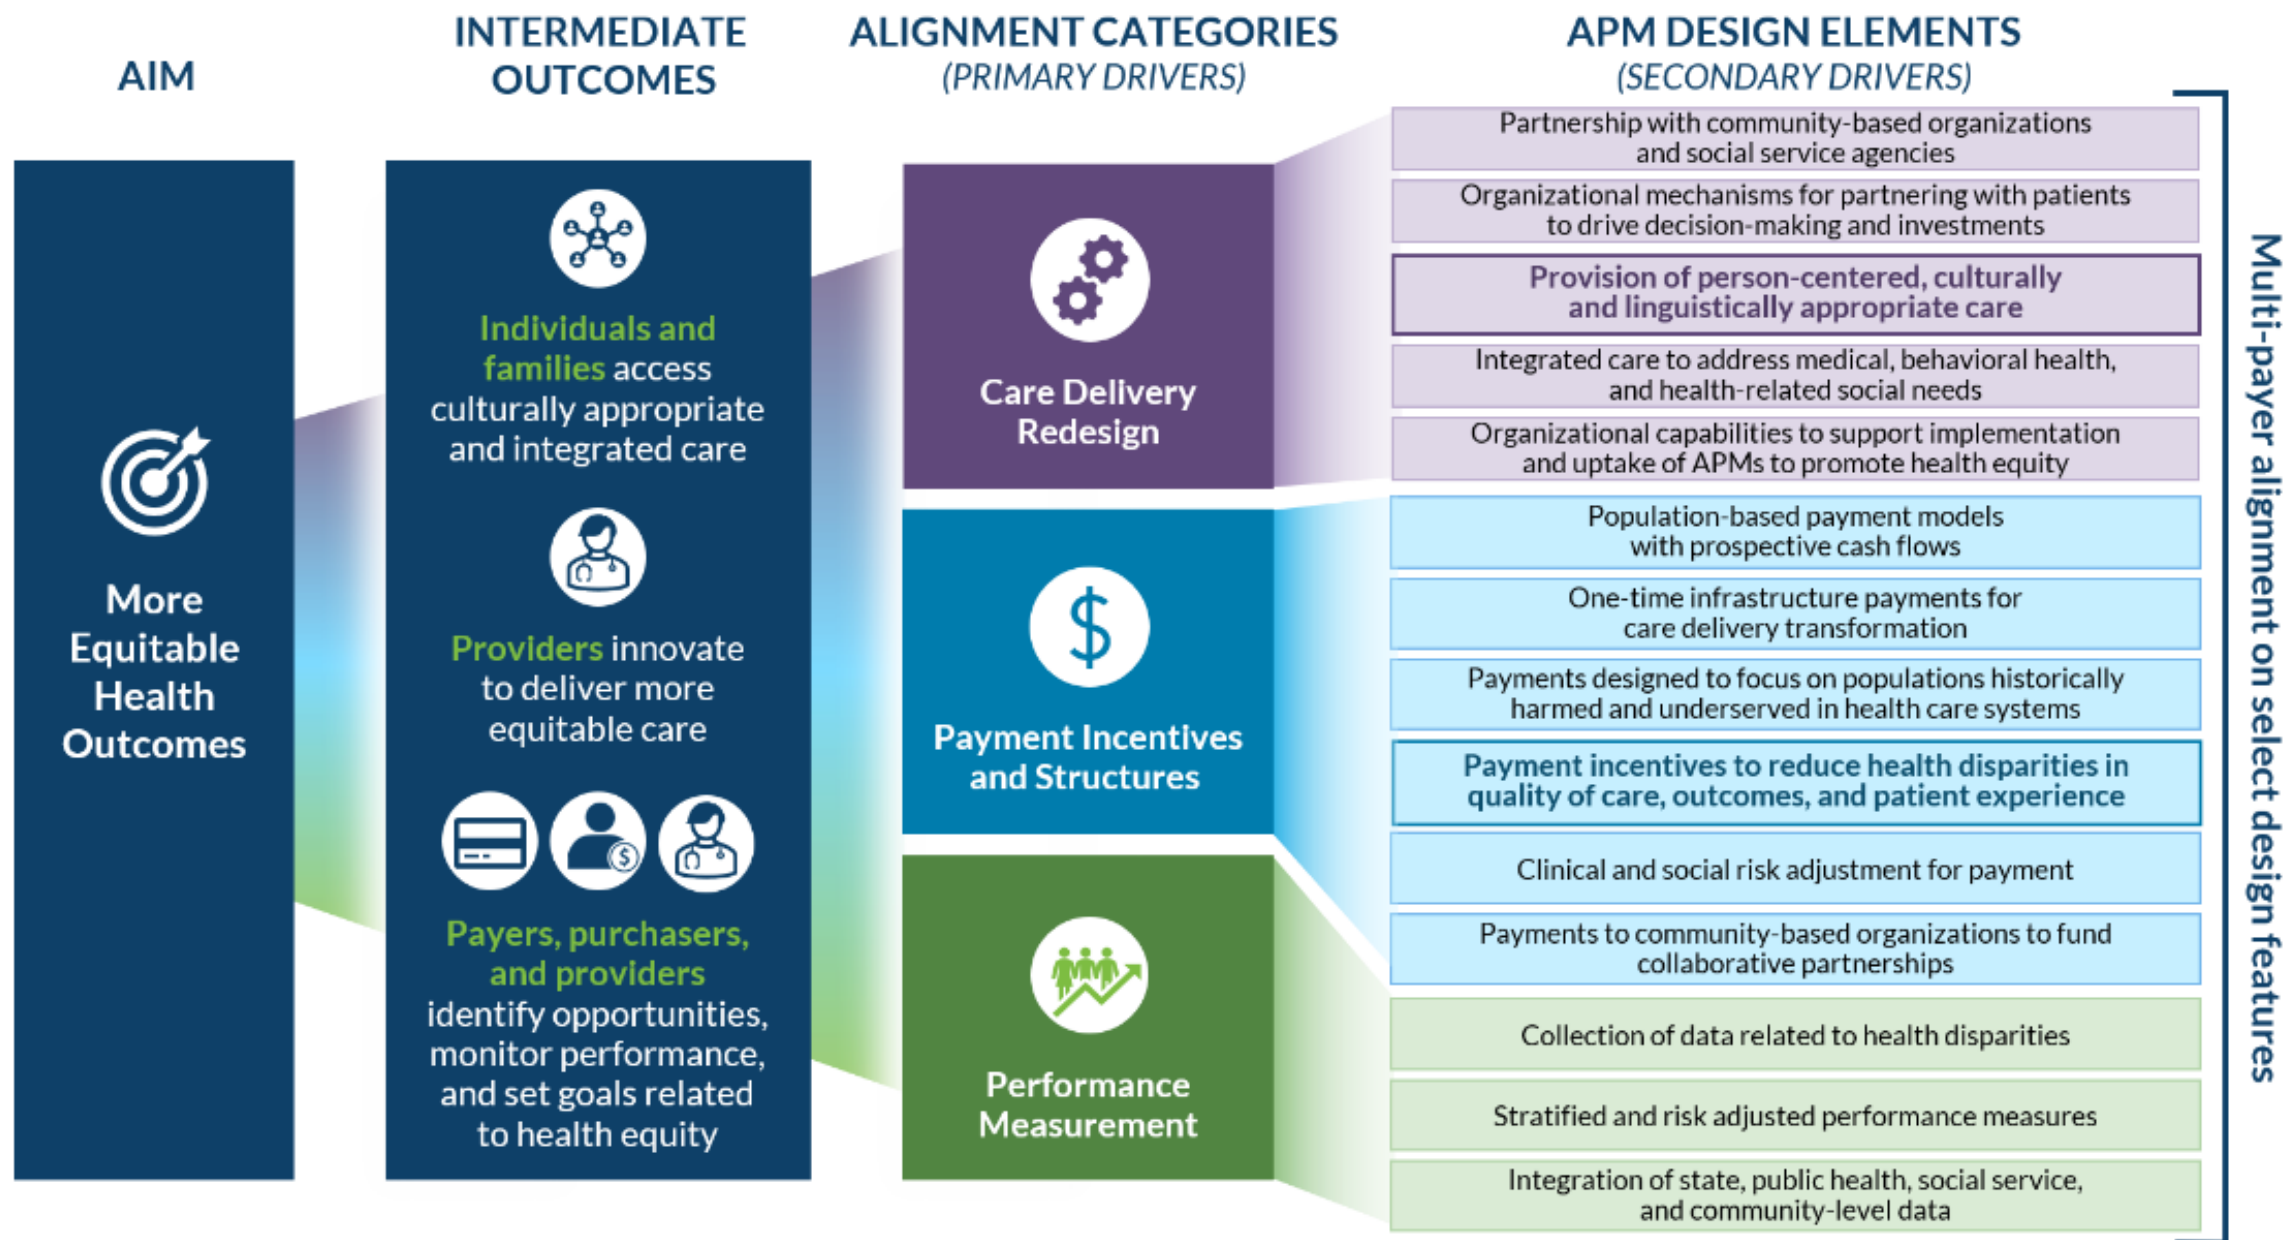 AIM
INTERMEDIATE
OUTCOMES
ALIGNMENT CATEGORIES
(PRIMARY DRIVERS)
APM DESIGN ELEMENTS
(SECONDARY DRIVERS)
More
Equitable
Health
Outcomes
Individuals and
families access
culturally appropriate
and integrated care
Providers innovate
to deliver more
equitable care
$
Payers, purchasers,
and providers
identify opportunities,
monitor performance,
and set goals related
to health equity
Care Delivery
Redesign
$
Payment Incentives
and Structures
Performance
Measurement
Partnership with community-based organizations
and social service agencies
Organizational mechanisms for partnering with patients
to drive decision-making and investments
Provision of person-centered, culturally
and linguistically appropriate care
Integrated care to address medical, behavioral health,
and health-related social needs
Organizational capabilities to support implementation
and uptake of APMs to promote health equity
Population-based payment models
with prospective cash flows
One-time infrastructure payments for
care delivery transformation
Payments designed to focus on populations historically
harmed and underserved in health care systems
Payment incentives to reduce health disparities in
quality of care, outcomes, and patient experience
Clinical and social risk adjustment for payment
Payments to community-based organizations to fund
collaborative partnerships
Collection of data related to health disparities
Stratified and risk adjusted performance measures
Integration of state, public health, social service,
and community-level data
Multi-payer alignment on select design features